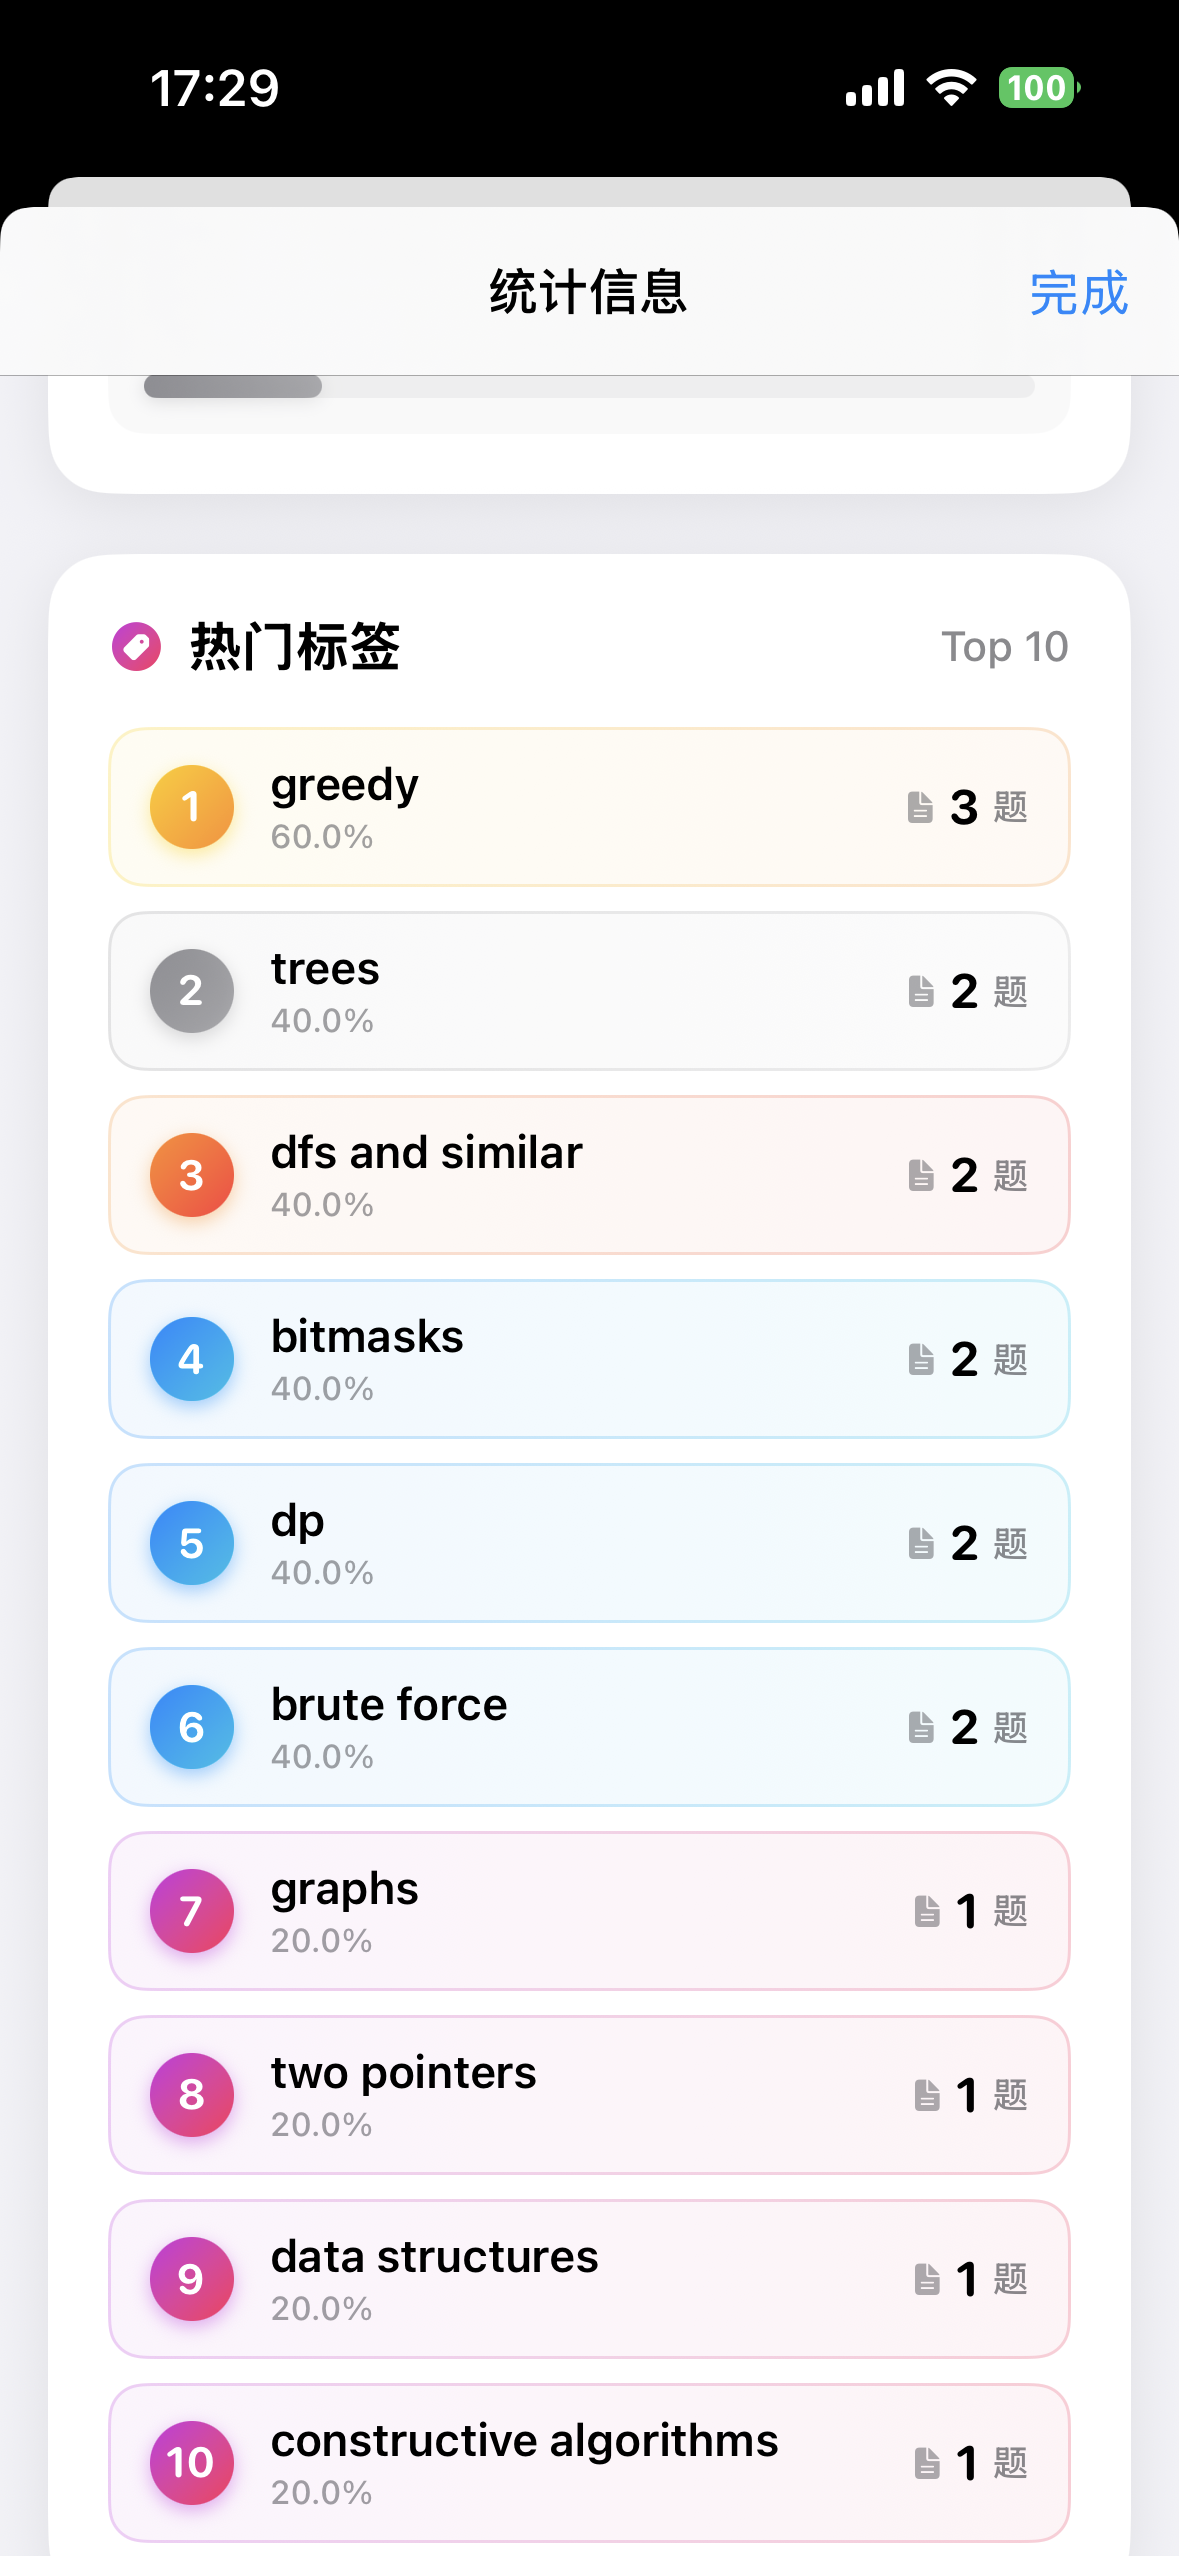 17:29
100
统计信息
完成
热门标签
Top 10
1
greedy
60.0%
3 题
2
trees
40.0%
2 题
3
dfs and similar
40.0%
2 题
4
bitmasks
40.0%
2 题
5
dp
40.0%
2 题
6
brute force
40.0%
2 题
7
graphs
20.0%
1 题
8
two pointers
20.0%
1 题
9
data structures
20.0%
1 题
10
constructive algorithms
20.0%
1 题